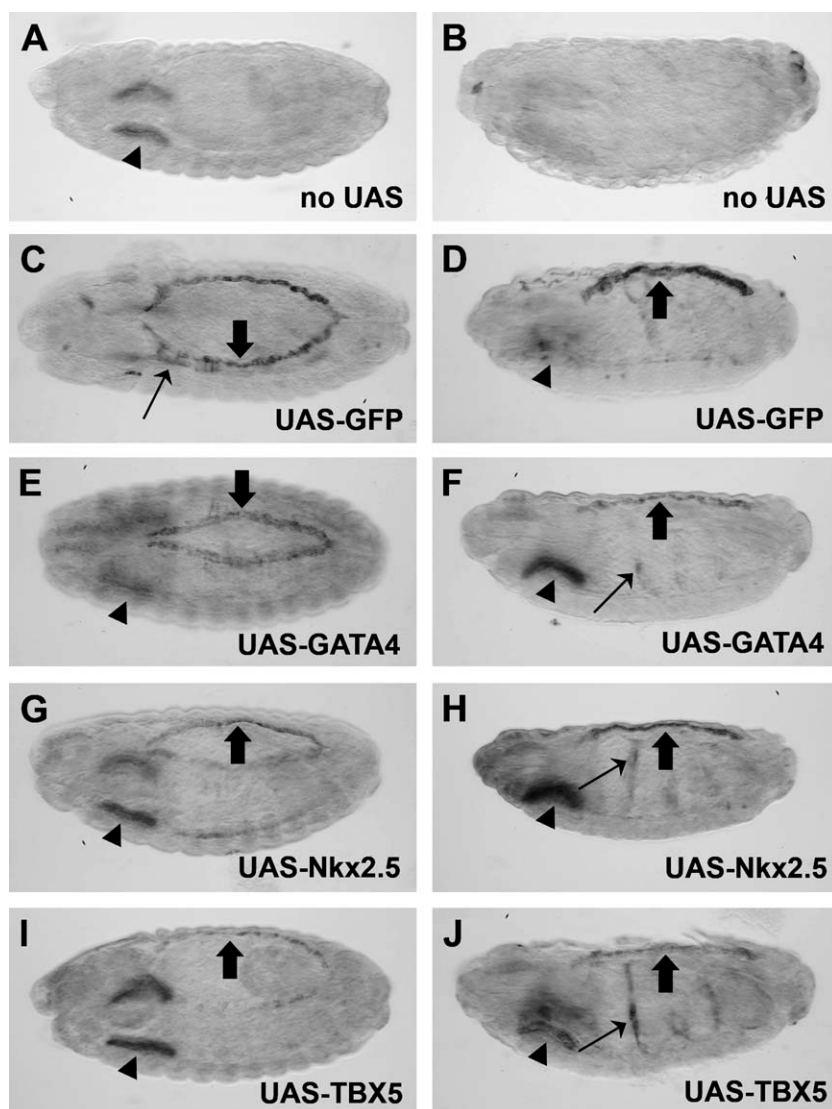 A
no UAS
B
no UAS
C
UAS-GFP
D
UAS-GFP
E
UAS-GATA4
F
UAS-GATA4
G
UAS-Nkx2.5
H
UAS-Nkx2.5
I
UAS-TBX5
J
UAS-TBX5